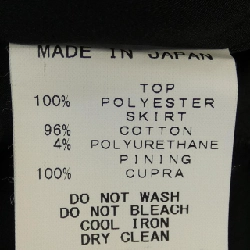 MADE IN JAPAN
TOP
100% POLYESTER
SKIRT
96% COTTON
4% POLYURETHANE
PINING
100% CUPRA
DO NOT WASH
DO NOT BLEACH
COOL IRON
DRY CLEAN